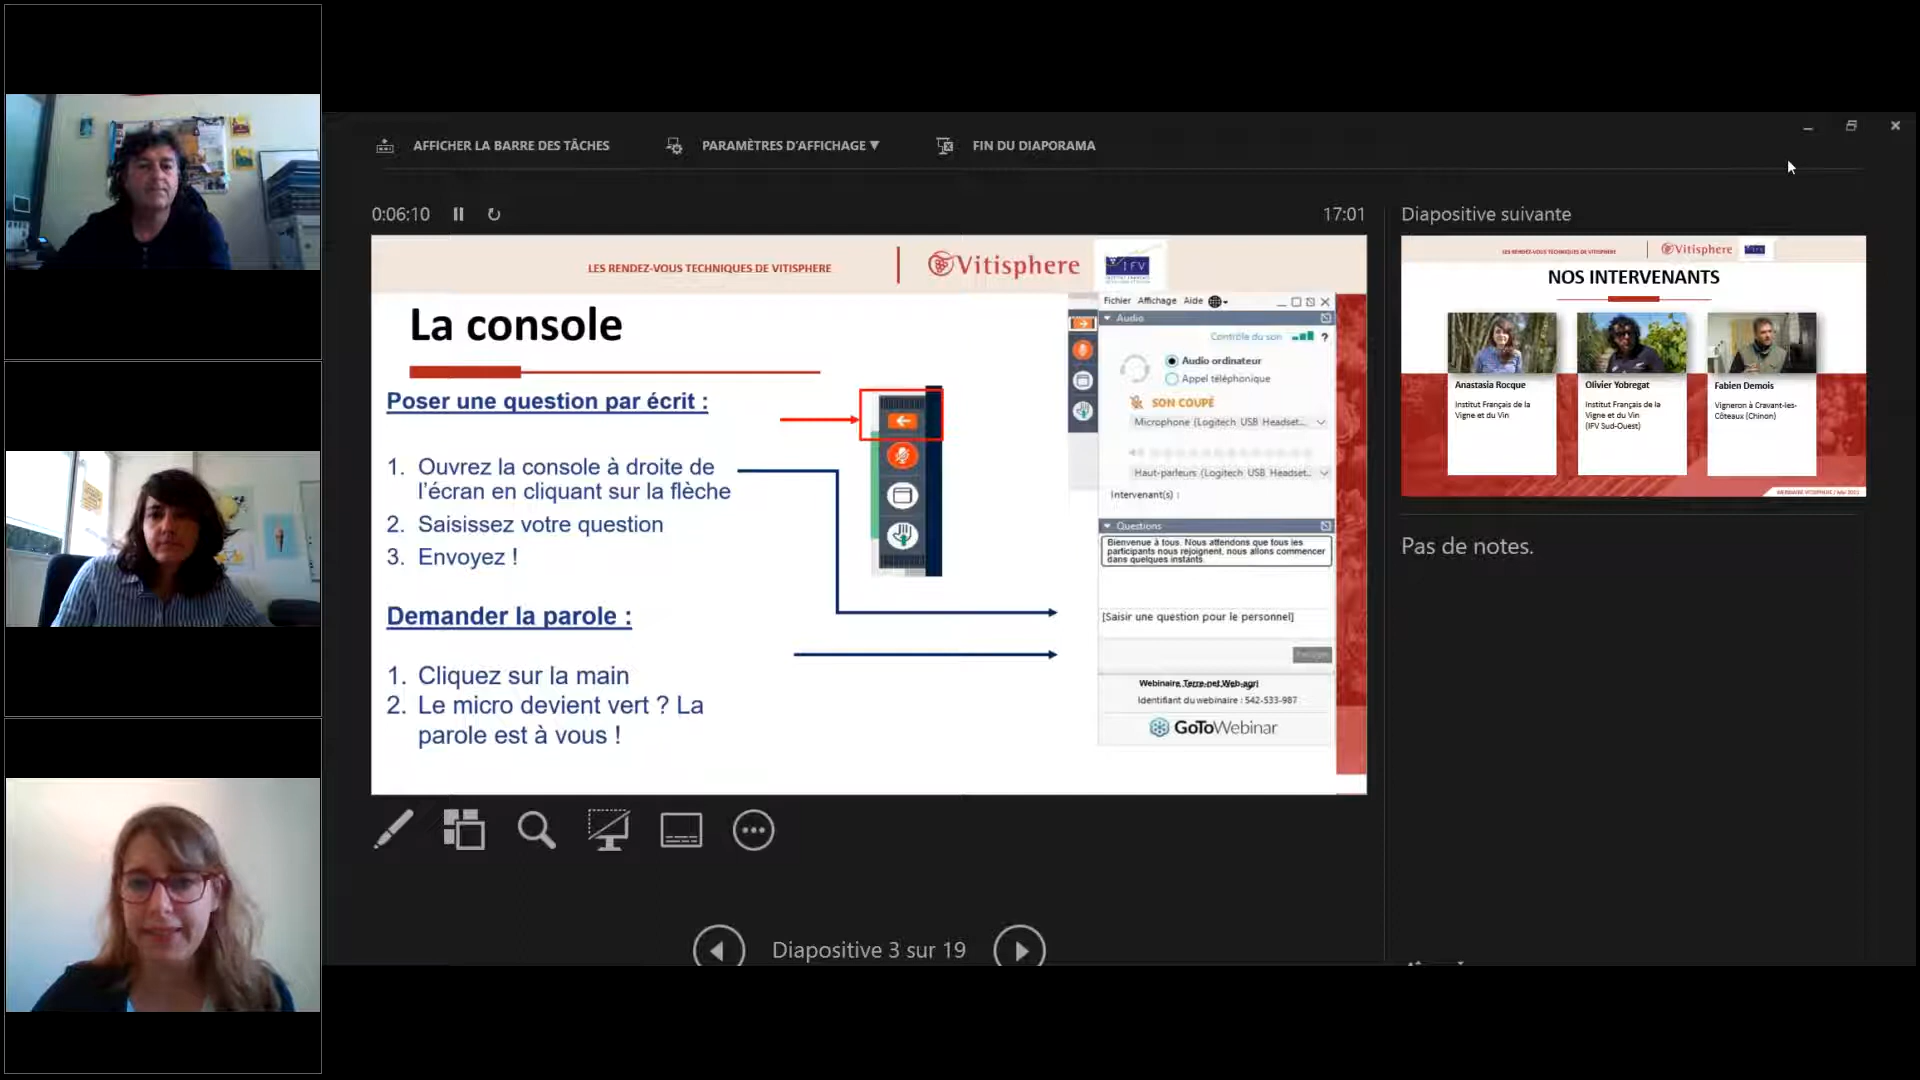 AFFICHER LA BARRE DES TÂCHES
PARAMÈTRES D'AFFICHAGE ▼
FIN DU DIAPORAMA
0:06:10
17:01
LES RENDEZ-VOUS TECHNIQUES DE VITISPHERE
Vitisphere
IFV
La console
Poser une question par écrit :
1. Ouvrez la console à droite de
l'écran en cliquant sur la flèche
2. Saisissez votre question
3. Envoyez !
Demander la parole :
1. Cliquez sur la main
2. Le micro devient vert ? La
parole est à vous !
Fichier Affichage Aide
Audio
Contrôle du son
?
Audio ordinateur
Appel téléphonique
SON COUPÉ
Microphone (Logitech USB Headset...
Haut-parleurs (Logitech USB Headset...
Intervenant(s) :
Questions
Bienvenue à tous. Nous attendons que tous les
participants nous rejoignent, nous allons commencer
dans quelques instants
[Saisir une question pour le personnel]
Webinaire Terre-net Web-agri
Identifiant du webinaire : 542-533-987
GoToWebinar
Diapositive 3 sur 19
Diapositive suivante
LES RENDEZ-VOUS TECHNIQUES DE VITISPHERE
Vitisphere
NOS INTERVENANTS
Anastasia Rocque
Institut Français de la
Vigne et du Vin
Olivier Yobregat
Institut Français de la
Vigne et du Vin
(IFV Sud-Ouest)
Fabien Demois
Vigneron à Cravant-les-
Côteaux (Chinon)
Pas de notes.